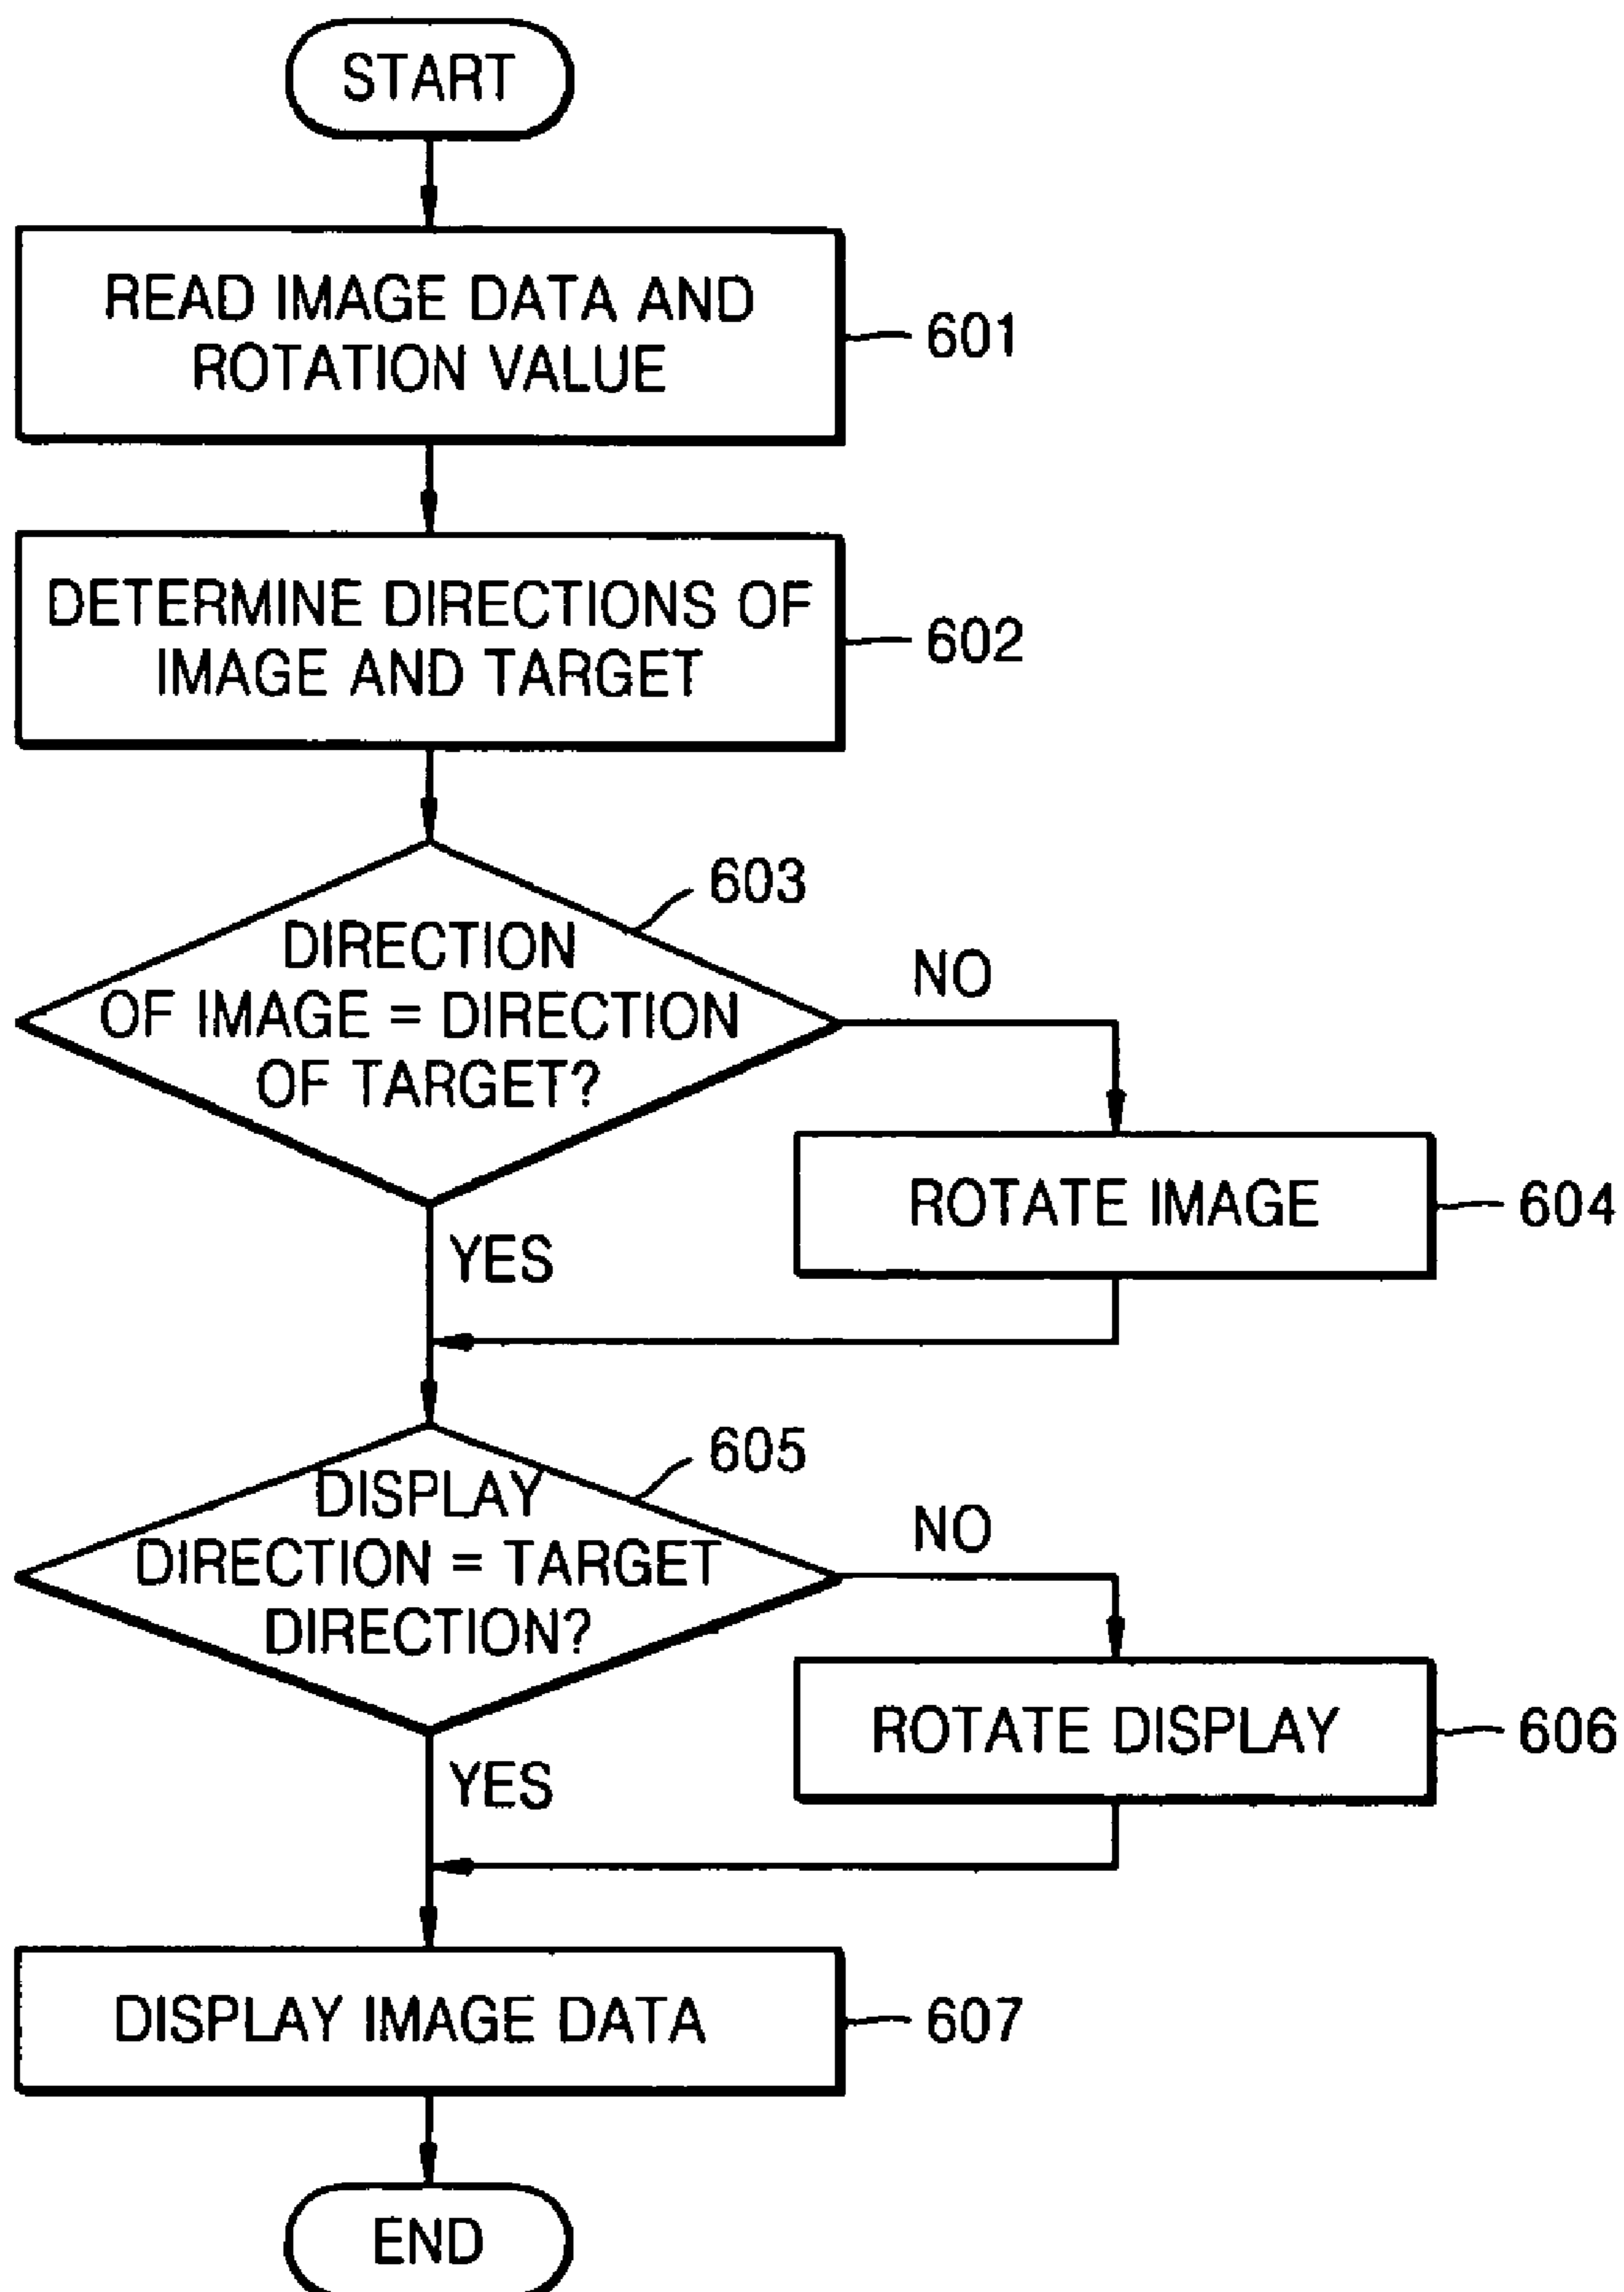 START
READ IMAGE DATA AND
ROTATION VALUE
601
DETERMINE DIRECTIONS OF
IMAGE AND TARGET
602
603
DIRECTION
OF IMAGE = DIRECTION
OF TARGET?
NO
ROTATE IMAGE
604
YES
605
DISPLAY
DIRECTION = TARGET
DIRECTION?
NO
ROTATE DISPLAY
606
YES
DISPLAY IMAGE DATA
607
END